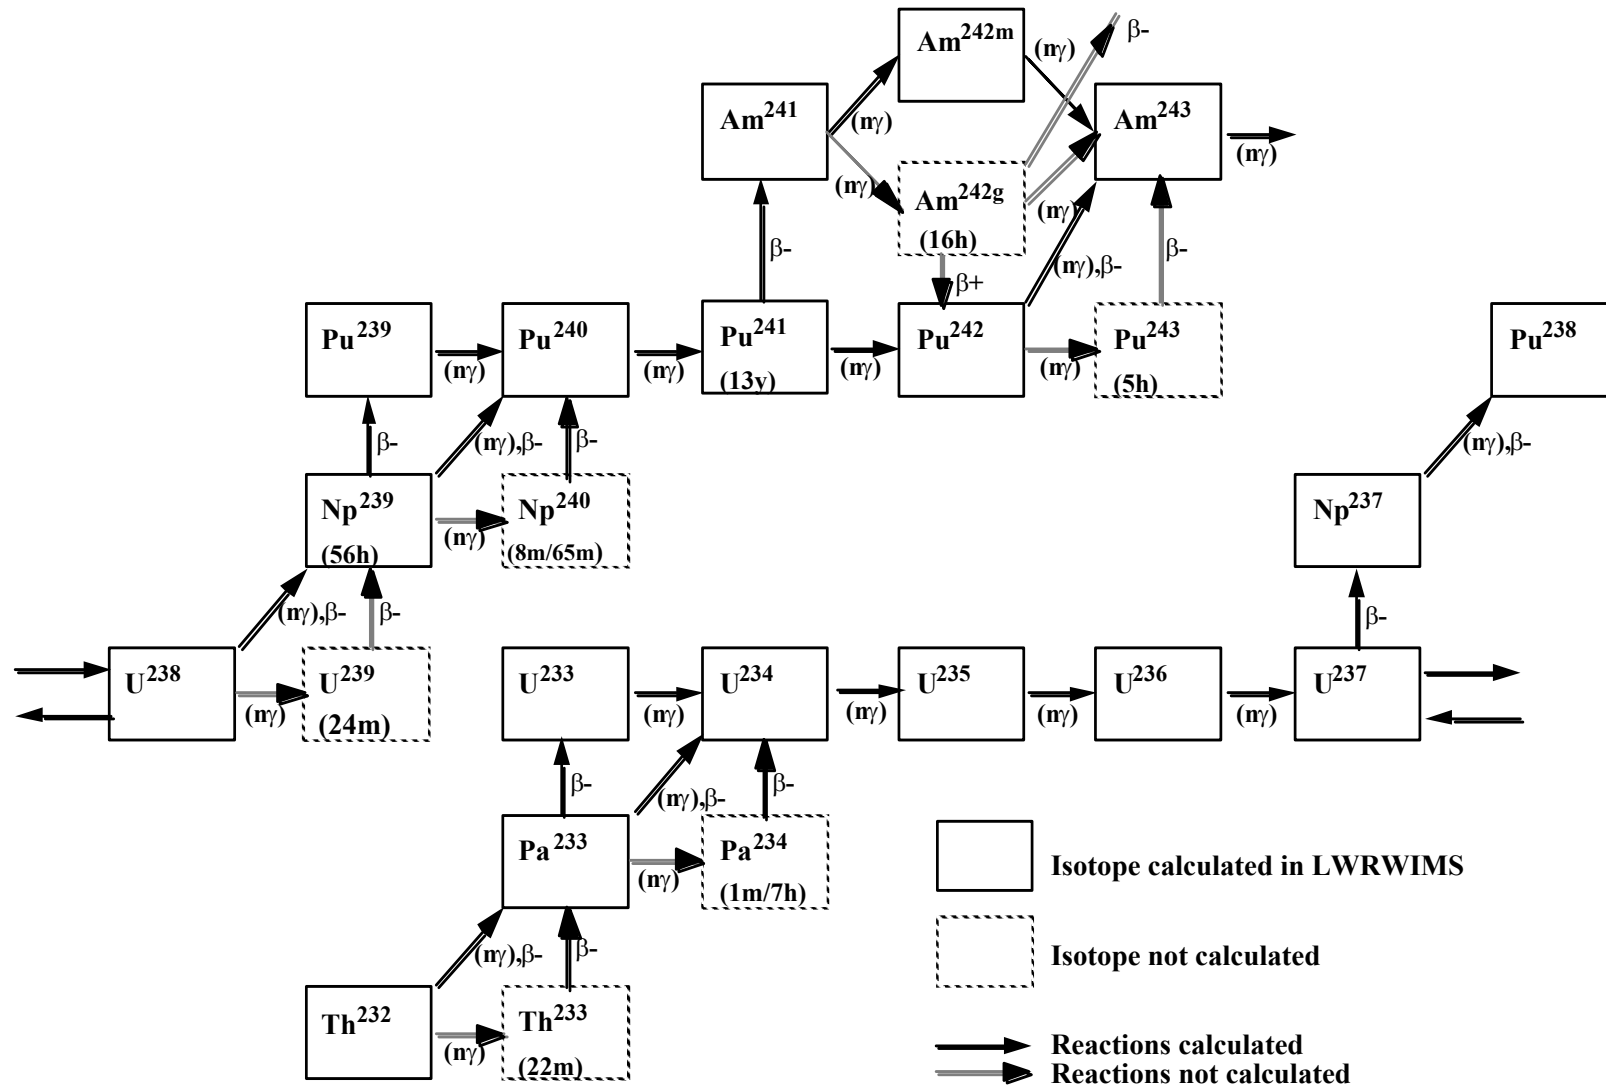 Am242m
(nγ)
β-
Am241
(nγ)
Am243
(nγ)
(nγ)
Am242g
(16h)
(nγ)
β-
β+
(nγ),β-
β-
Pu239
(nγ)
Pu240
(nγ)
Pu241
(13y)
(nγ)
Pu242
(nγ)
Pu243
(5h)
Pu238
β-
(nγ),β-
β-
(nγ),β-
Np239
(56h)
(nγ)
Np240
(8m/65m)
Np237
(nγ),β-
β-
β-
U238
(nγ)
U239
(24m)
U233
(nγ)
U234
(nγ)
U235
(nγ)
U236
(nγ)
U237
β-
(nγ),β-
β-
Pa233
(nγ)
Pa234
(1m/7h)
Isotope calculated in LWRWIMS
(nγ),β-
β-
Isotope not calculated
Th232
(nγ)
Th233
(22m)
Reactions calculated
Reactions not calculated